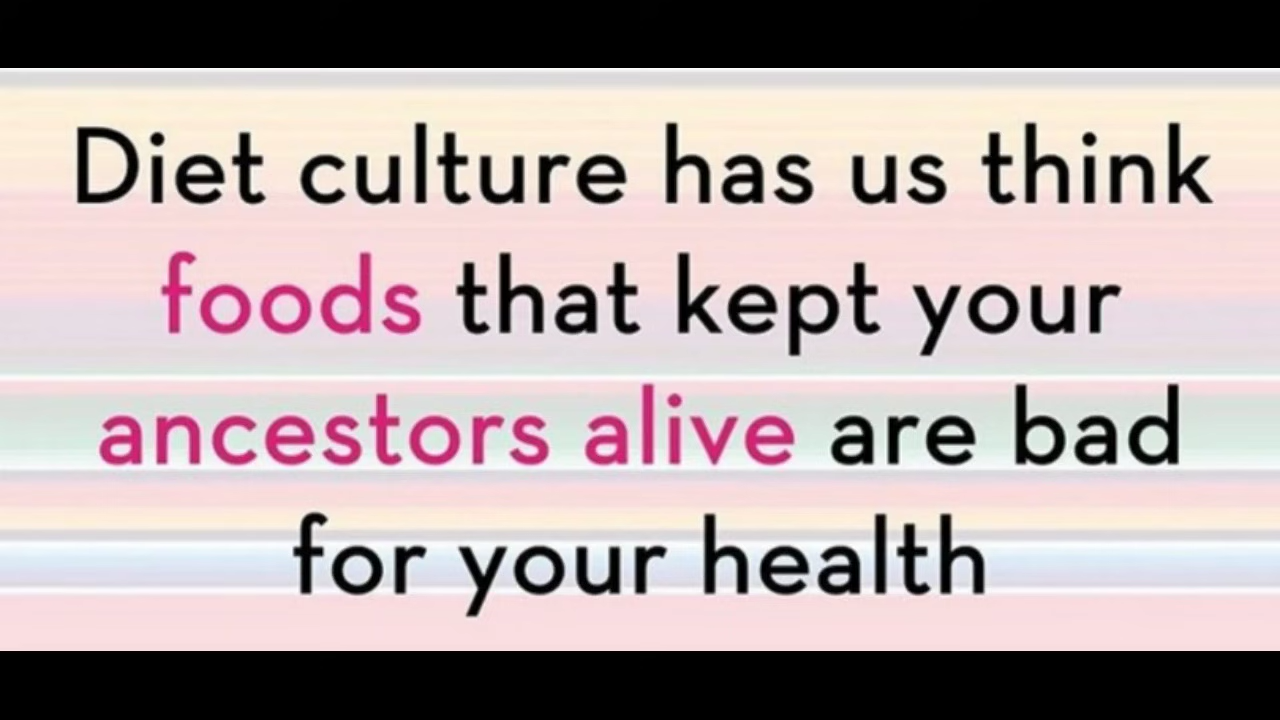 Diet culture has us think
foods that kept your
ancestors alive are bad
for your health